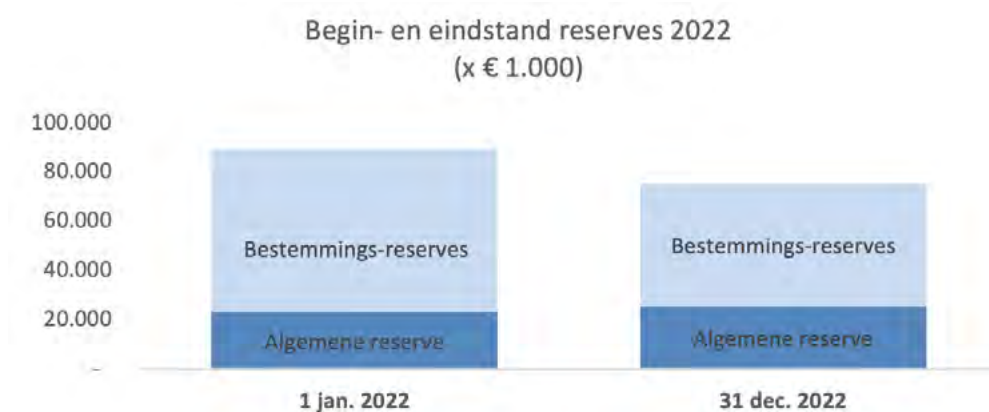 Begin- en eindstand reserves 2022
(x € 1.000)
100.000
80.000
60.000
40.000
20.000
-
Bestemmings-reserves
Bestemmings-reserves
Algemene reserve
Algemene reserve
1 jan. 2022
31 dec. 2022